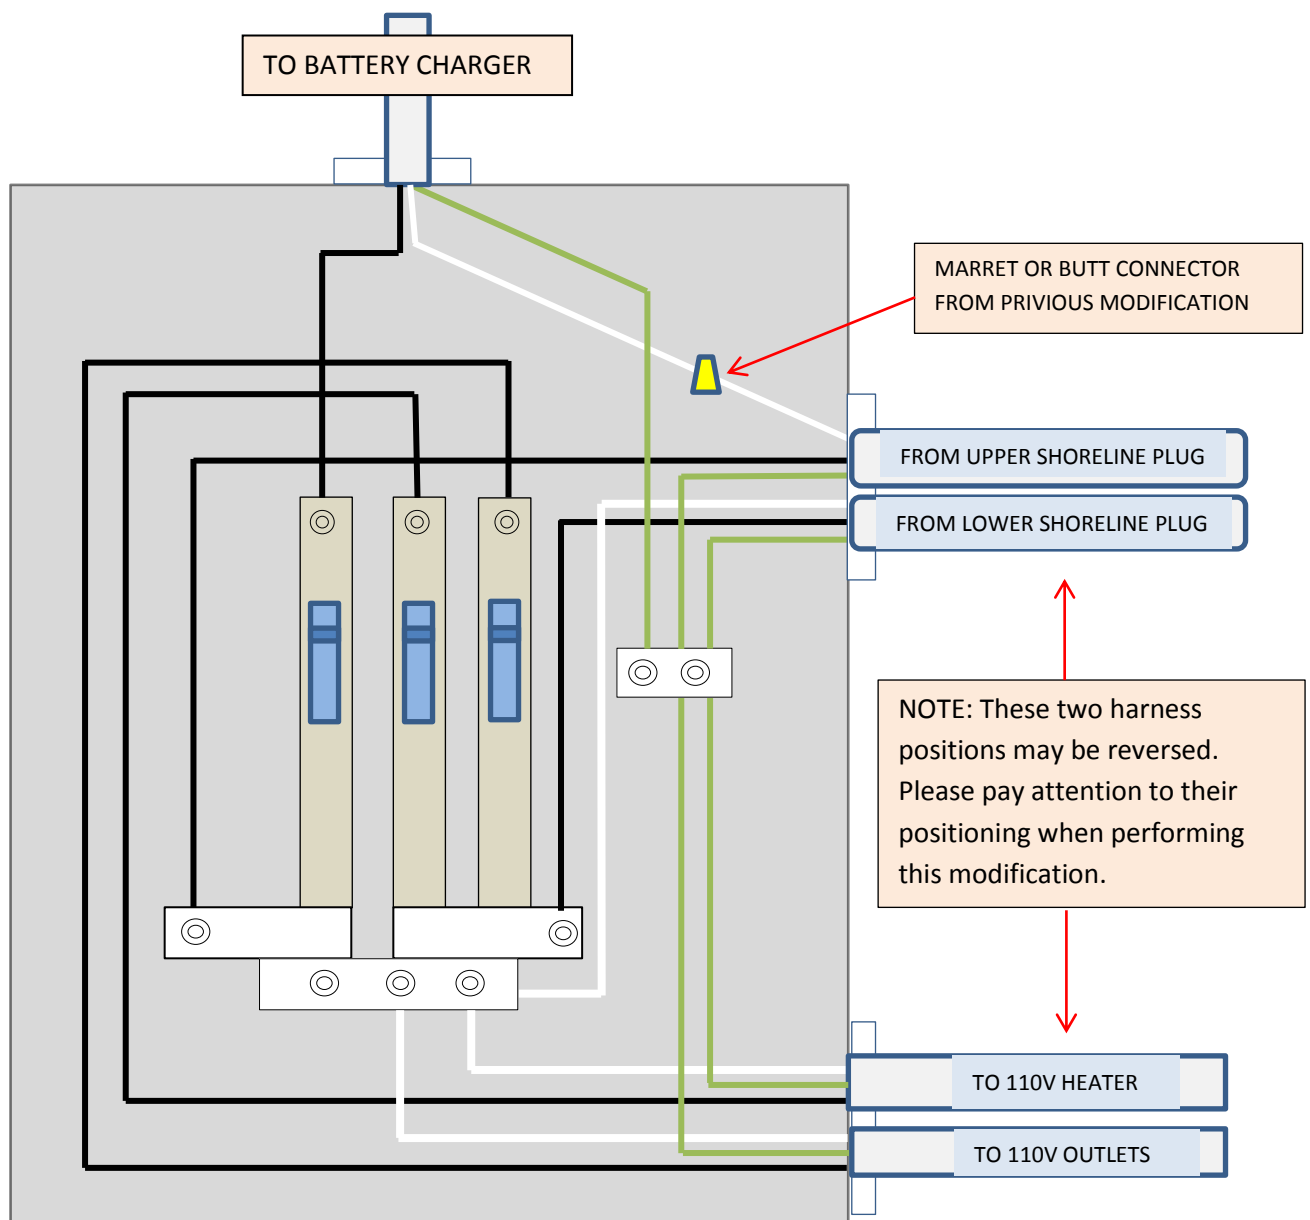 TO BATTERY CHARGER
MARRET OR BUTT CONNECTOR
FROM PRIVIOUS MODIFICATION
FROM UPPER SHORELINE PLUG
FROM LOWER SHORELINE PLUG
NOTE: These two harness
positions may be reversed.
Please pay attention to their
positioning when performing
this modification.
TO 110V HEATER
TO 110V OUTLETS